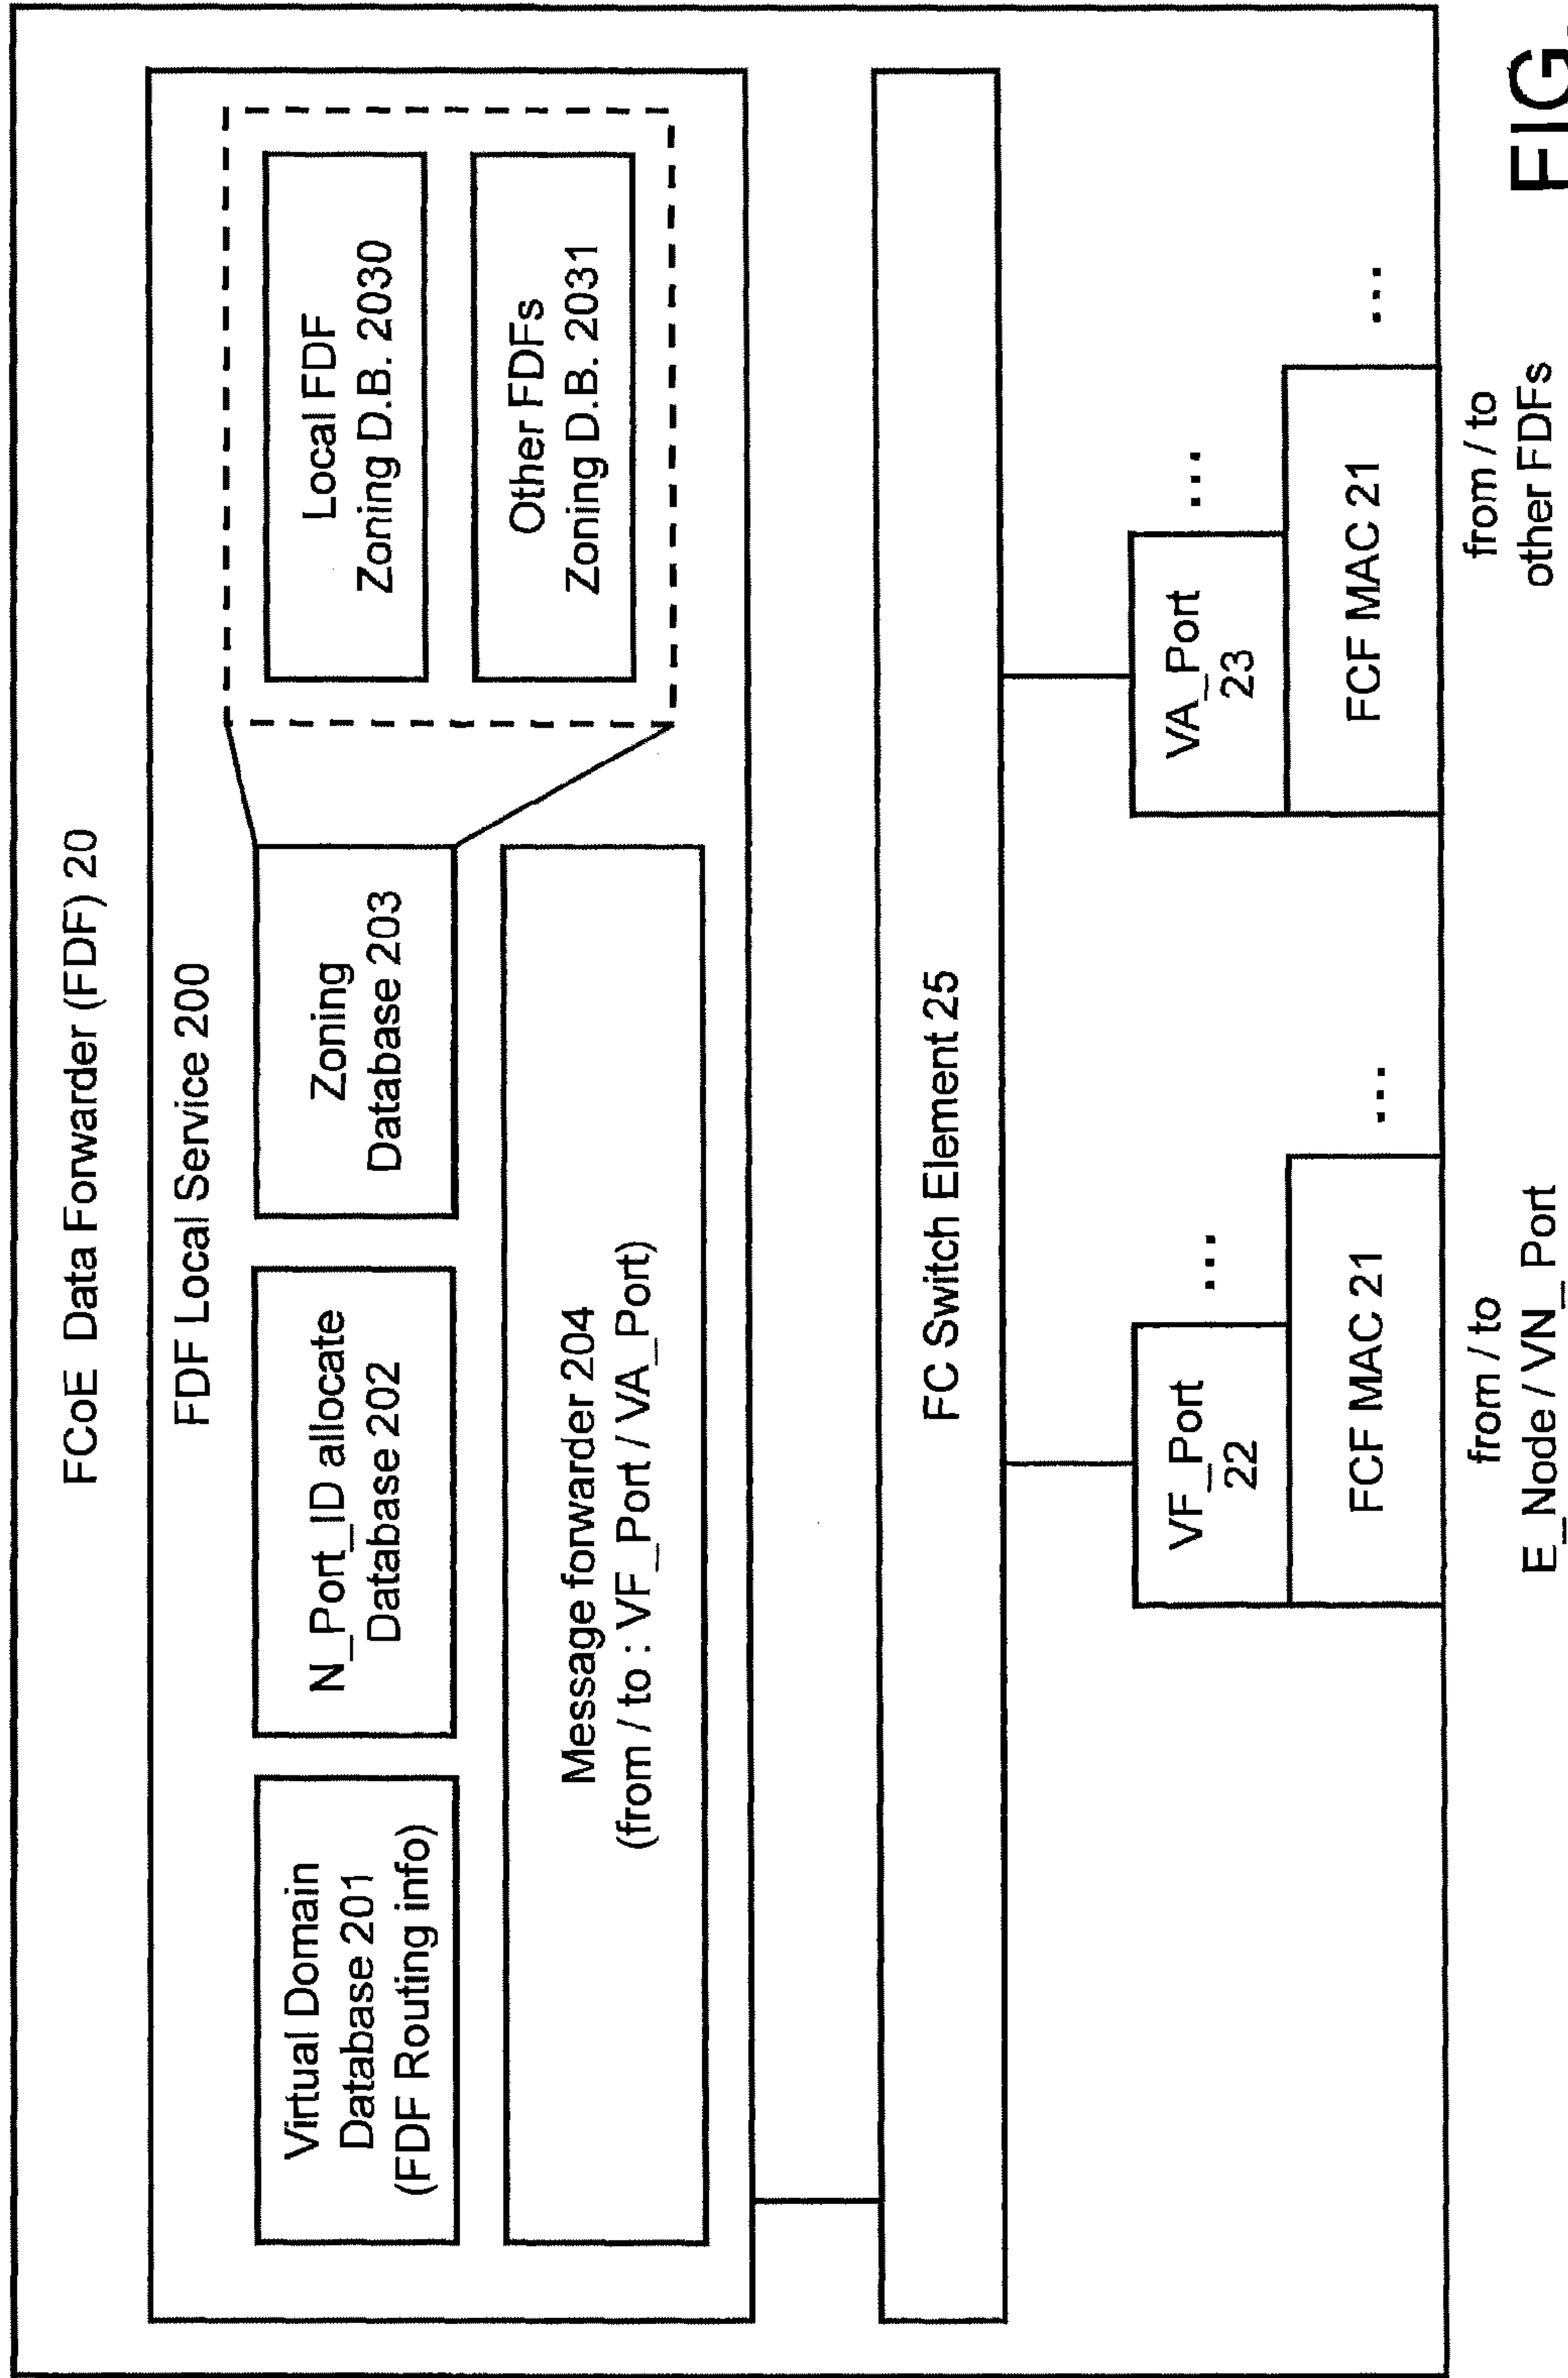 FCoE Data Forwarder (FDF) 20
FDF Local Service 200
Virtual Domain
Database 201
(FDF Routing info)
N_Port_ID allocate
Database 202
Zoning
Database 203
Local FDF
Zoning D.B. 2030
Other FDFs
Zoning D.B. 2031
Message forwarder 204
(from / to : VF_Port / VA_Port)
FC Switch Element 25
VF_Port
22
...
FCF MAC 21
...
VA_Port
23
...
FCF MAC 21
...
from / to
E_Node / VN_Port
from / to
other FDFs
FIG.